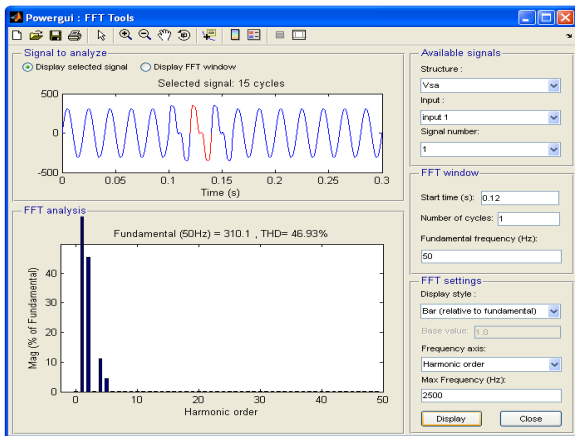 Powergui : FFT Tools
Signal to analyze
Display selected signal
Display FFT window
Selected signal: 15 cycles
500
0
-500
0
0.05
0.1
0.15
0.2
0.25
0.3
Time (s)
FFT analysis
Fundamental (50Hz) = 310.1 , THD= 46.93%
Mag (% of Fundamental)
40
30
20
10
0
0
10
20
30
40
50
Harmonic order
Available signals
Structure :
Vsa
Input :
input 1
Signal number:
1
FFT window
Start time (s): 0.12
Number of cycles: 1
Fundamental frequency (Hz):
50
FFT settings
Display style :
Bar (relative to fundamental)
Base value: 1.0
Frequency axis:
Harmonic order
Max Frequency (Hz):
2500
Display
Close